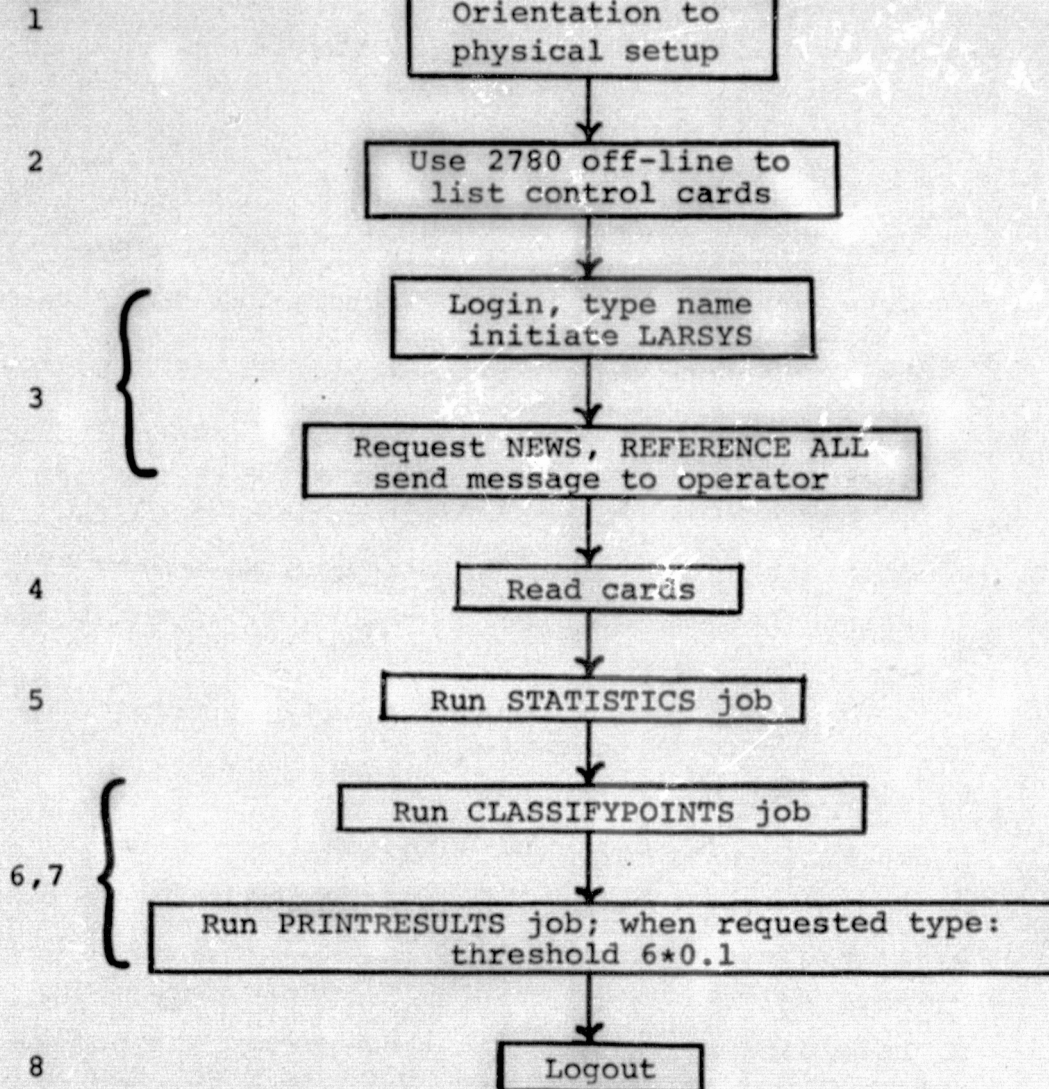 1
Orientation to
physical setup
2
Use 2780 off-line to
list control cards
Login, type name
initiate LARSYS
3
Request NEWS, REFERENCE ALL
send message to operator
4
Read cards
5
Run STATISTICS job
Run CLASSIFYPOINTS job
6,7
Run PRINTRESULTS job; when requested type:
threshold 6*0.1
8
Logout